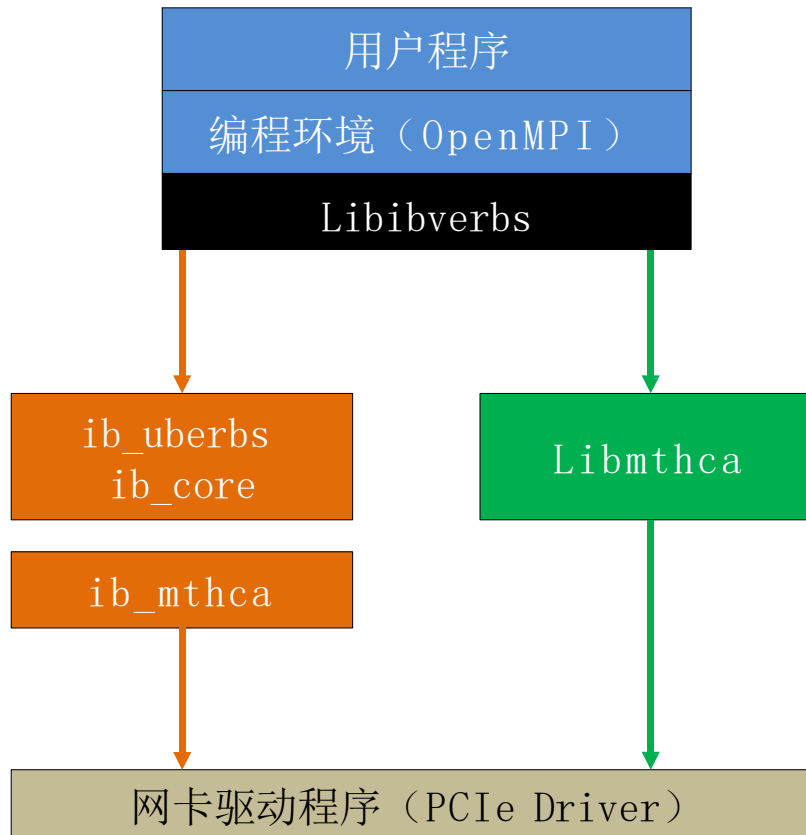 用户程序
编程环境（OpenMPI）
Libibverbs
ib_uberbs
ib_core
Libmthca
ib_mthca
网卡驱动程序（PCIe Driver）